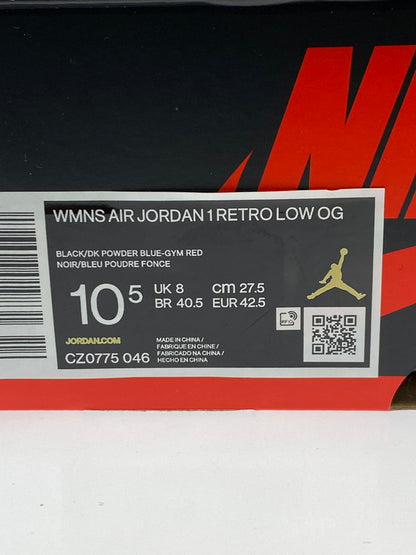 NIK
WMNS AIR JORDAN 1 RETRO LOW OG
BLACK/DK POWDER BLUE-GYM RED
NOIR/BLEU POUDRE FONCE
10 5 UK 8 CM 27.5
BR 40.5 EUR 42.5
JORDAN.COM
CZ0775 046
MADE IN CHINA /
FABRIQUE EN CHINE /
FABRICADO NA CHINA /
HECHO EN CHINA